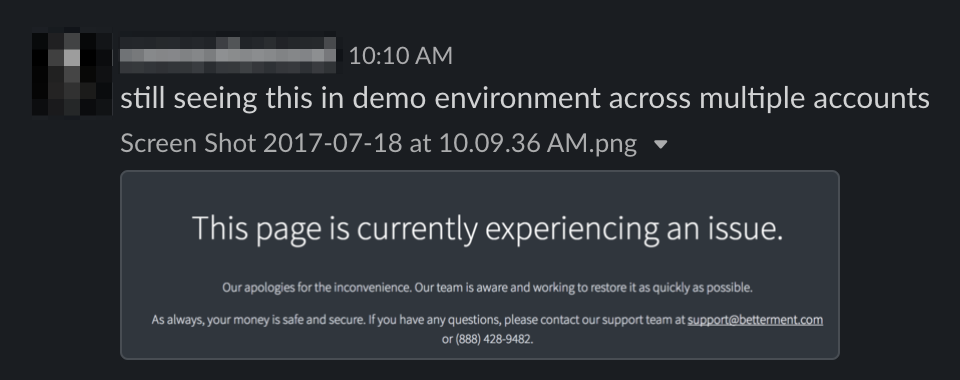 10:10 AM
still seeing this in demo environment across multiple accounts
Screen Shot 2017-07-18 at 10.09.36 AM.png
This page is currently experiencing an issue.
Our apologies for the inconvenience. Our team is aware and working to restore it as quickly as possible.
As always, your money is safe and secure. If you have any questions, please contact our support team at support@betterment.com
or (888) 428-9482.